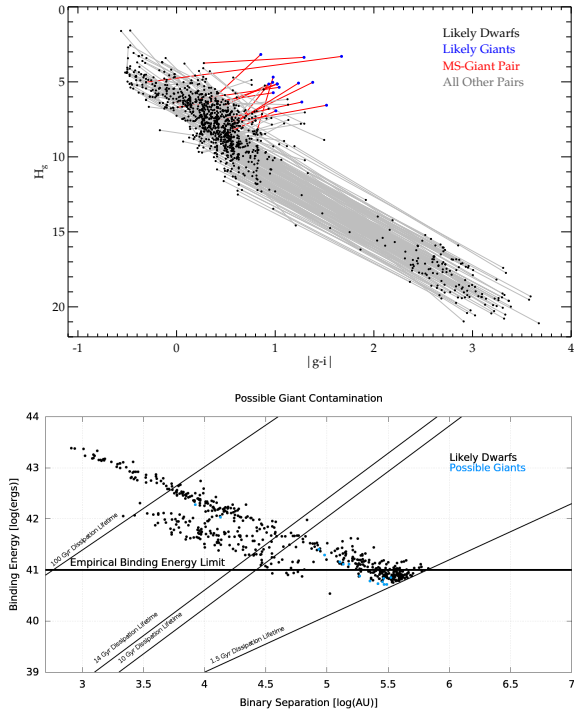 0
5
10
15
20
H_g
Likely Dwarfs
Likely Giants
MS-Giant Pair
All Other Pairs
-1 0 1 2 3 4
|g-i|
Possible Giant Contamination
44
43
42
41
40
39
Binding Energy [log(ergs)]
Likely Dwarfs
Possible Giants
100 Gyr Dissipation Lifetime
Empirical Binding Energy Limit
14 Gyr Dissipation Lifetime
10 Gyr Dissipation Lifetime
1.5 Gyr Dissipation Lifetime
3 3.5 4 4.5 5 5.5 6 6.5 7
Binary Separation [log(AU)]